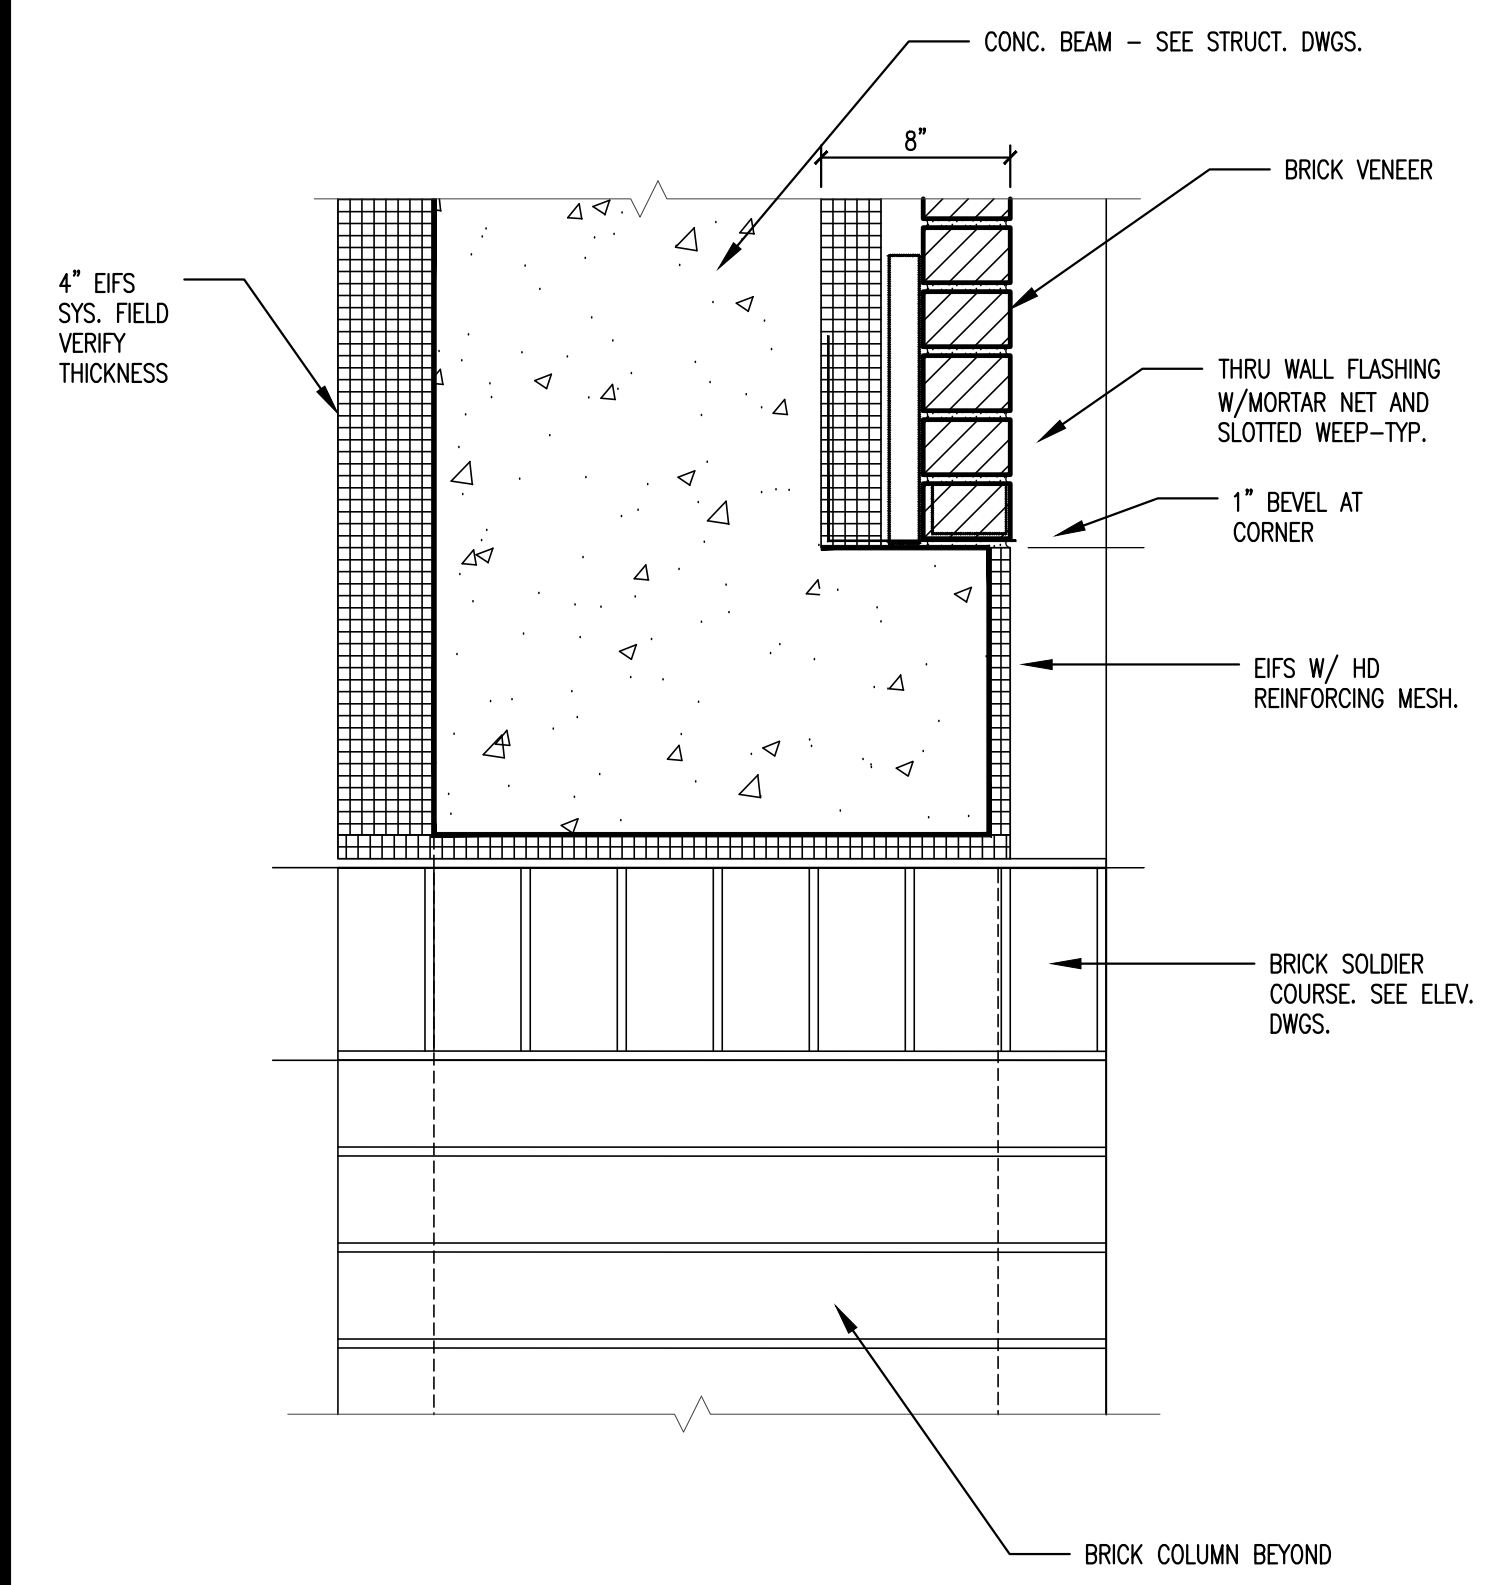 CONC. BEAM - SEE STRUCT. DWGS.
8"
BRICK VENEER
4" EIFS
SYS. FIELD
VERIFY
THICKNESS
THRU WALL FLASHING
W/MORTAR NET AND
SLOTTED WEEP-TYP.
1" BEVEL AT
CORNER
EIFS W/ HD
REINFORCING MESH.
BRICK SOLDIER
COURSE. SEE ELEV.
DWGS.
BRICK COLUMN BEYOND